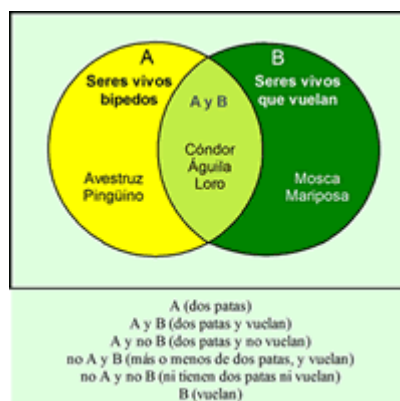 A
Seres vivos
bípedos
Avestruz
Pingüino
A y B
Cóndor
Águila
Loro
B
Seres vivos
que vuelan
Mosca
Mariposa
A (dos patas)
A y B (dos patas y vuelan)
A y no B (dos patas y no vuelan)
no A y B (más o menos de dos patas, y vuelan)
no A y no B (ni tienen dos patas ni vuelan)
B (vuelan)